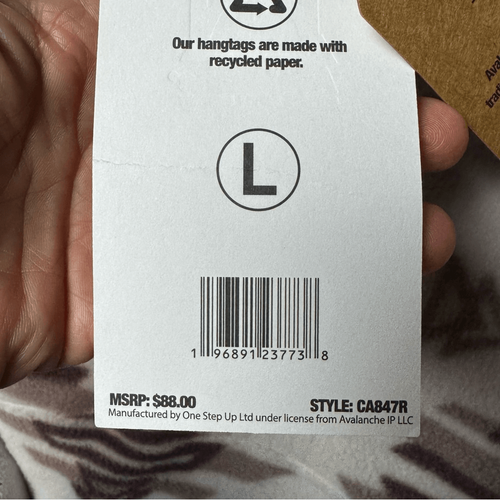 Our hangtags are made with
recycled paper.
L
1 96891 23773 8
MSRP: $88.00
STYLE: CA847R
Manufactured by One Step Up Ltd under license from Avalanche IP LLC